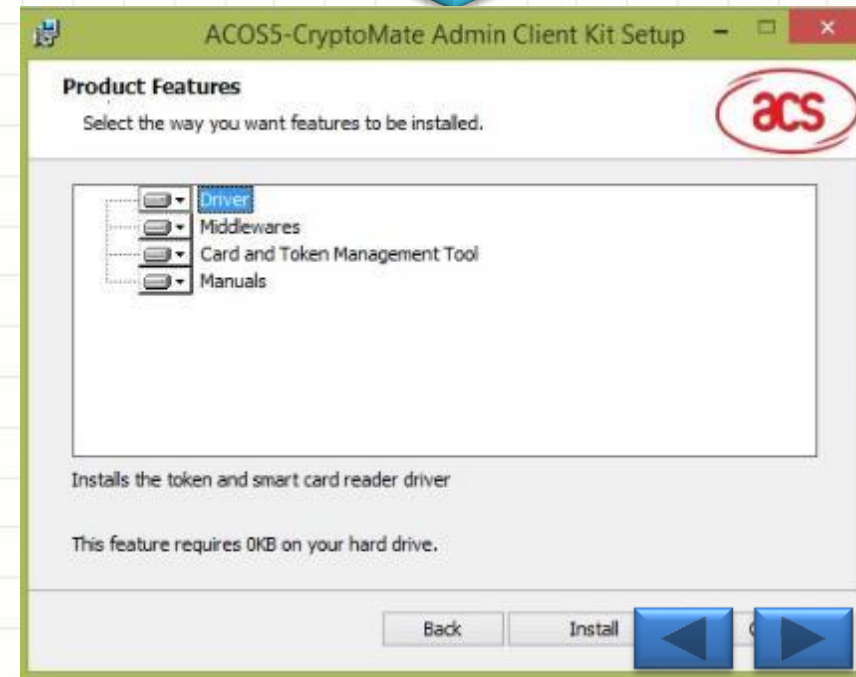 ACOS5-CryptoMate Admin Client Kit Setup
Product Features
Select the way you want features to be installed.
acs
Driver
Middlewares
Card and Token Management Tool
Manuals
Installs the token and smart card reader driver
This feature requires 0KB on your hard drive.
Back
Install